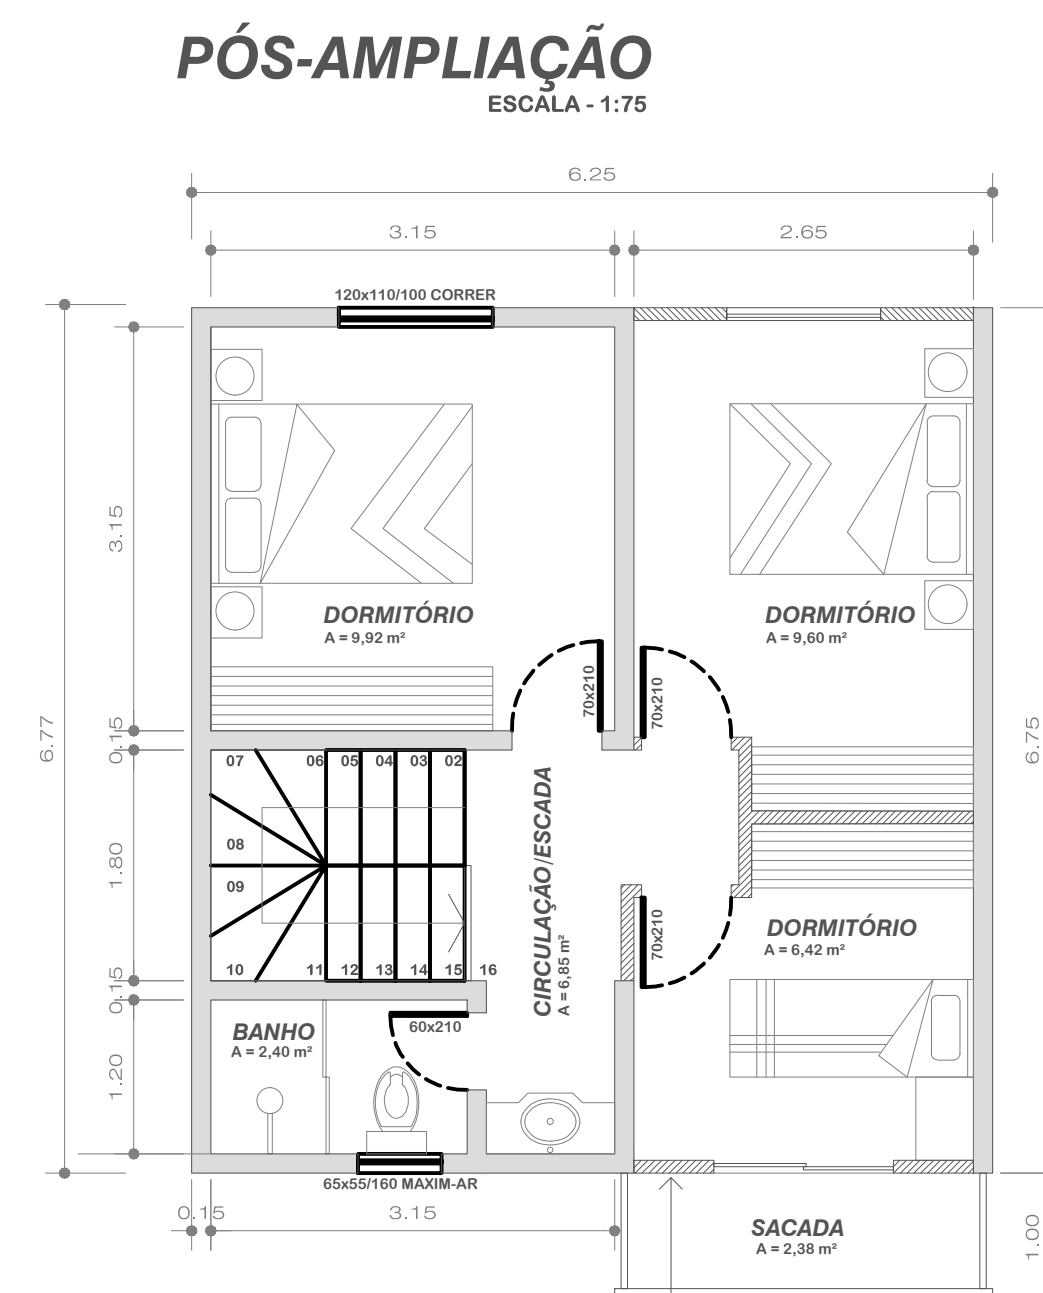 PÓS-AMPLIAÇÃO
ESCALA - 1:75
6.25
3.15
2.65
120x110/100 CORRER
3.15
DORMITÓRIO
A = 9,92 m²
DORMITÓRIO
A = 9,60 m²
70x210
70x210
6.77
0.15
6.75
07
06
05
04
03
02
CIRCULAÇÃO/ESCADA
A = 6,85 m²
08
1.80
09
70x210
DORMITÓRIO
A = 6,42 m²
10
11
12
13
14
15
16
0.15
BANHO
A = 2,40 m²
60x210
1.20
65x55/160 MAXIM-AR
0.15
3.15
SACADA
A = 2,38 m²
1.00